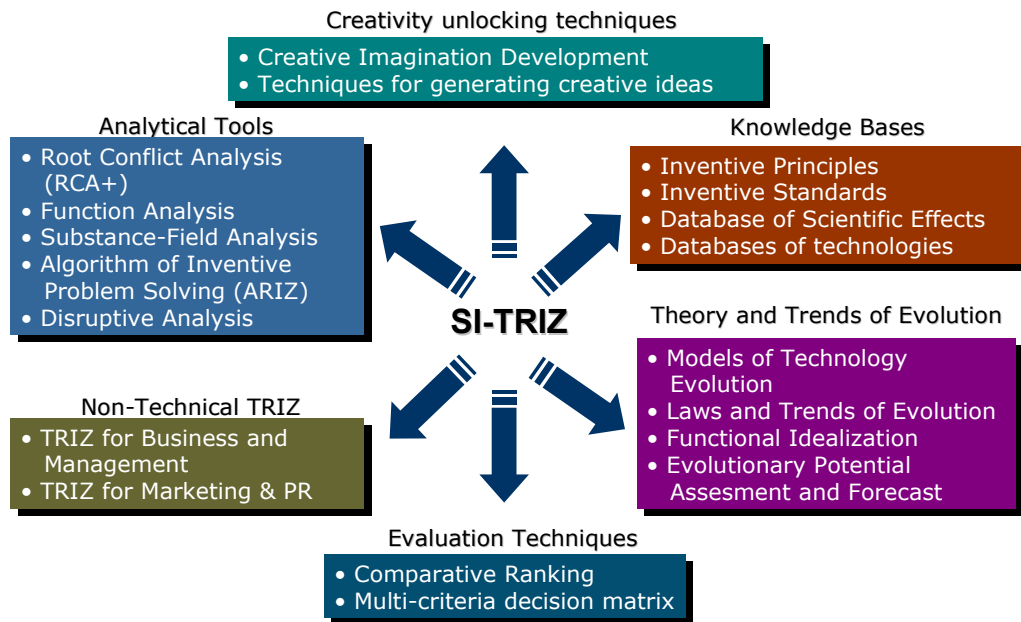 Creativity unlocking techniques
• Creative Imagination Development
• Techniques for generating creative ideas
Analytical Tools
• Root Conflict Analysis
(RCA+)
• Function Analysis
• Substance-Field Analysis
• Algorithm of Inventive
Problem Solving (ARIZ)
• Disruptive Analysis
Knowledge Bases
• Inventive Principles
• Inventive Standards
• Database of Scientific Effects
• Databases of technologies
SI-TRIZ
Theory and Trends of Evolution
• Models of Technology
Evolution
• Laws and Trends of Evolution
• Functional Idealization
• Evolutionary Potential
Assesment and Forecast
Non-Technical TRIZ
• TRIZ for Business and
Management
• TRIZ for Marketing & PR
Evaluation Techniques
• Comparative Ranking
• Multi-criteria decision matrix